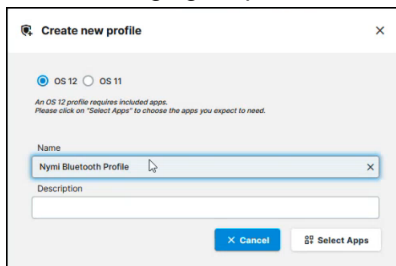 Create new profile
OS 12 OS 11
An OS 12 profile requires included apps.
Please click on "Select Apps" to choose the apps you expect to need.
Name
Nymi Bluetooth Profile
Description
Cancel Select Apps